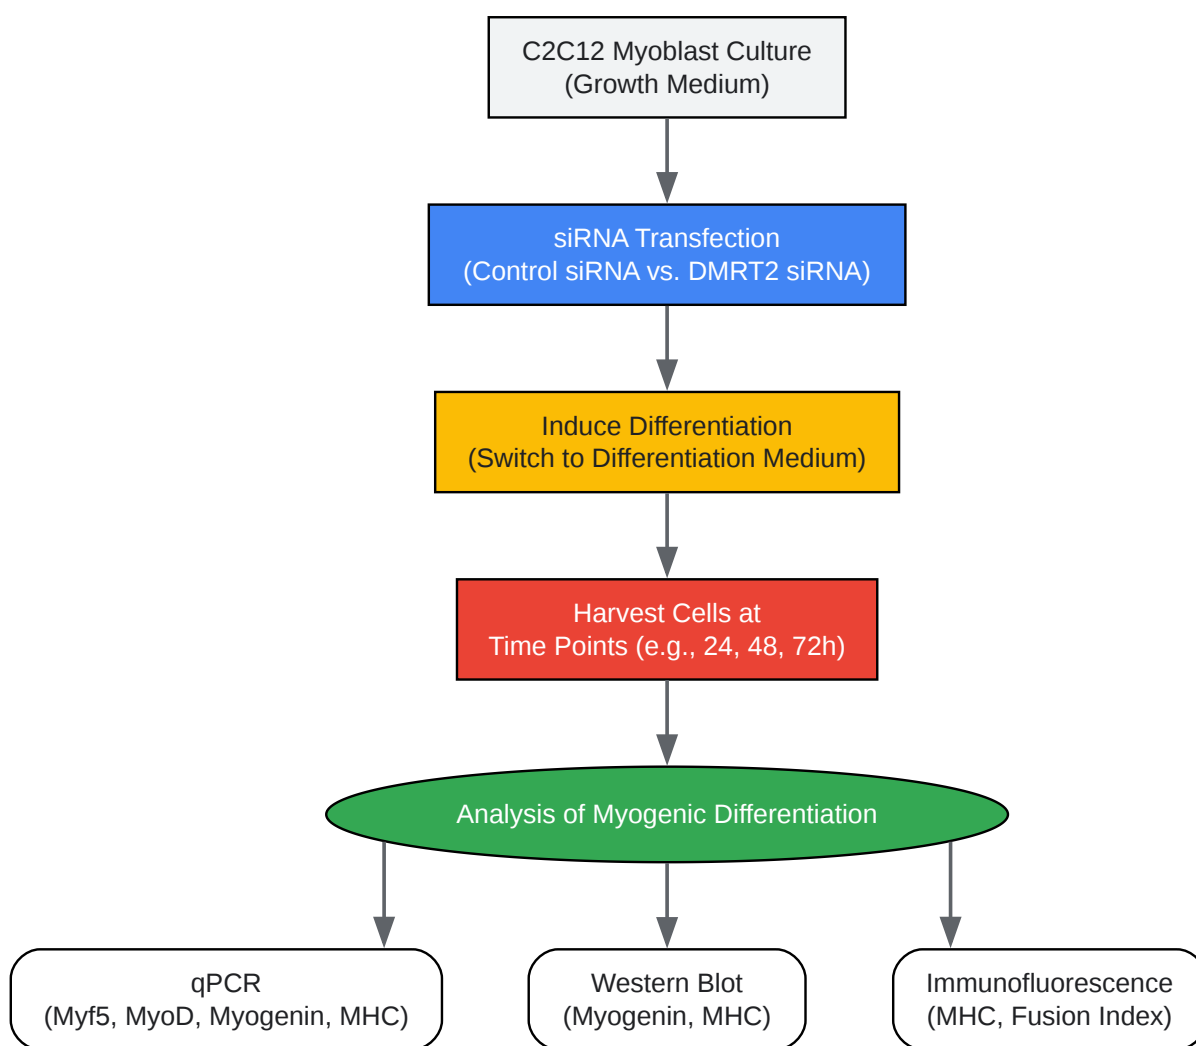 C2C12 Myoblast Culture
(Growth Medium)
siRNA Transfection
(Control siRNA vs. DMRT2 siRNA)
Induce Differentiation
(Switch to Differentiation Medium)
Harvest Cells at
Time Points (e.g., 24, 48, 72h)
Analysis of Myogenic Differentiation
qPCR
(Myf5, MyoD, Myogenin, MHC)
Western Blot
(Myogenin, MHC)
Immunofluorescence
(MHC, Fusion Index)